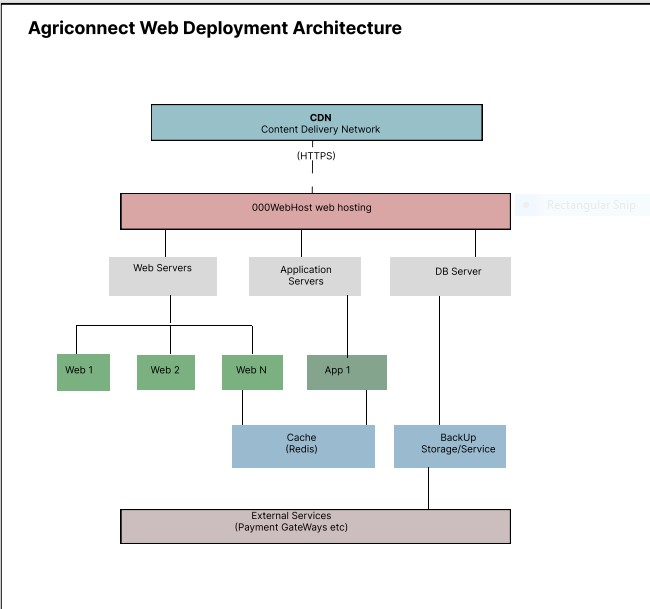 Agriconnect Web Deployment Architecture
CDN
Content Delivery Network
(HTTPS)
000WebHost web hosting
Rectangular Snip
Web Servers
Application
Servers
DB Server
Web 1
Web 2
Web N
App 1
Cache
(Redis)
BackUp
Storage/Service
External Services
(Payment GateWays etc)